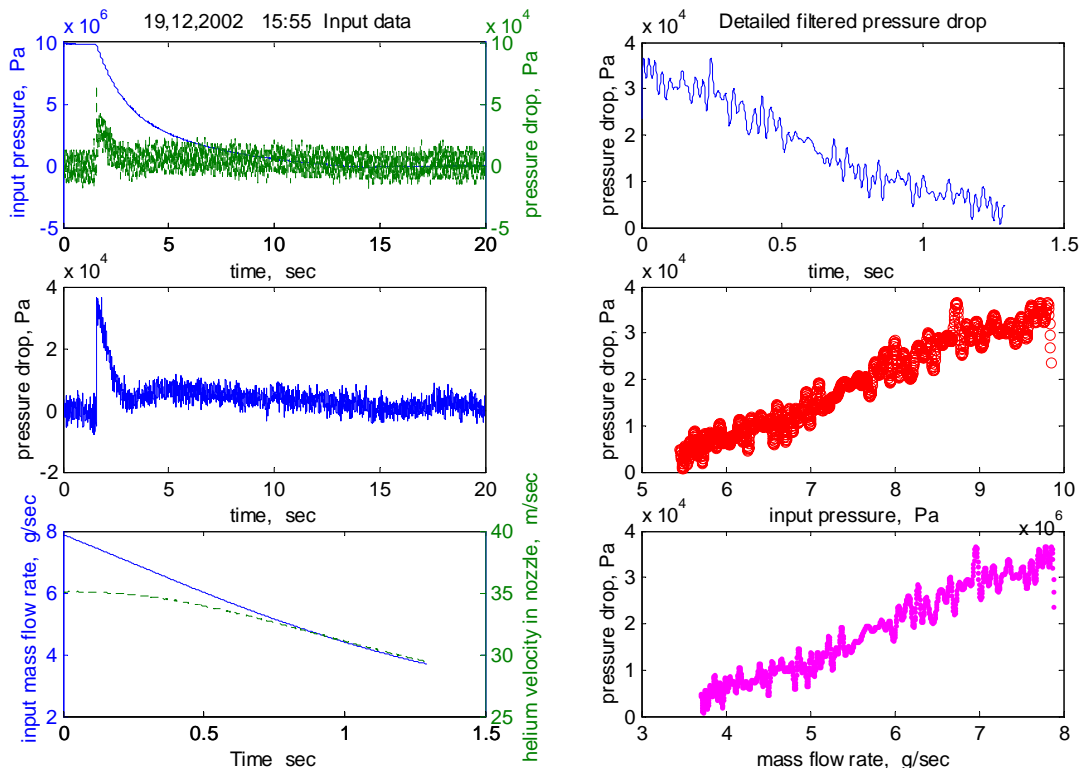 19,12,2002 15:55 Input data
x 10^6
x 10^4
10
5
0
-5
input pressure, Pa
10
5
0
-5
pressure drop, Pa
0 5 10 15 20
time, sec
Detailed filtered pressure drop
x 10^4
4
3
2
1
0
pressure drop, Pa
0 0.5 1 1.5
time, sec
x 10^4
4
2
0
-2
pressure drop, Pa
0 5 10 15 20
time, sec
x 10^4
4
3
2
1
0
pressure drop, Pa
5 6 7 8 9 10
input pressure, Pa
x 10^6
8
6
4
2
input mass flow rate, g/sec
40
35
30
25
helium velocity in nozzle, m/sec
0 0.5 1 1.5
Time sec
x 10^4
4
3
2
1
0
pressure drop, Pa
3 4 5 6 7 8
mass flow rate, g/sec